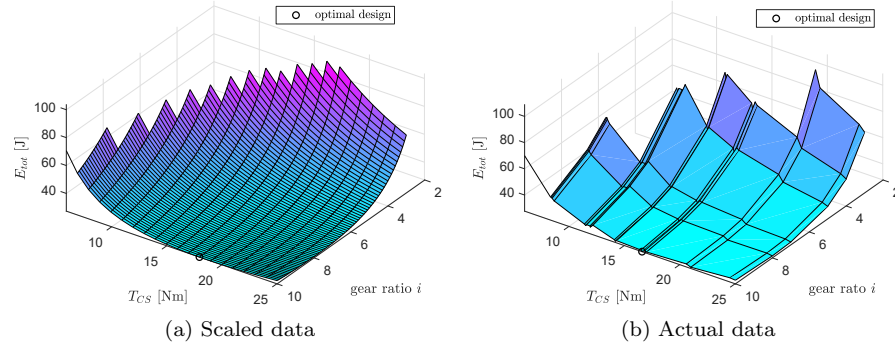 optimal design
100
80
60
40
E_tot [J]
10
15
20
25
T_CS [Nm]
10
8
6
4
2
gear ratio i
(a) Scaled data
optimal design
100
80
60
40
E_tot [J]
10
15
20
25
T_CS [Nm]
10
8
6
4
2
gear rato i
(b) Actual data